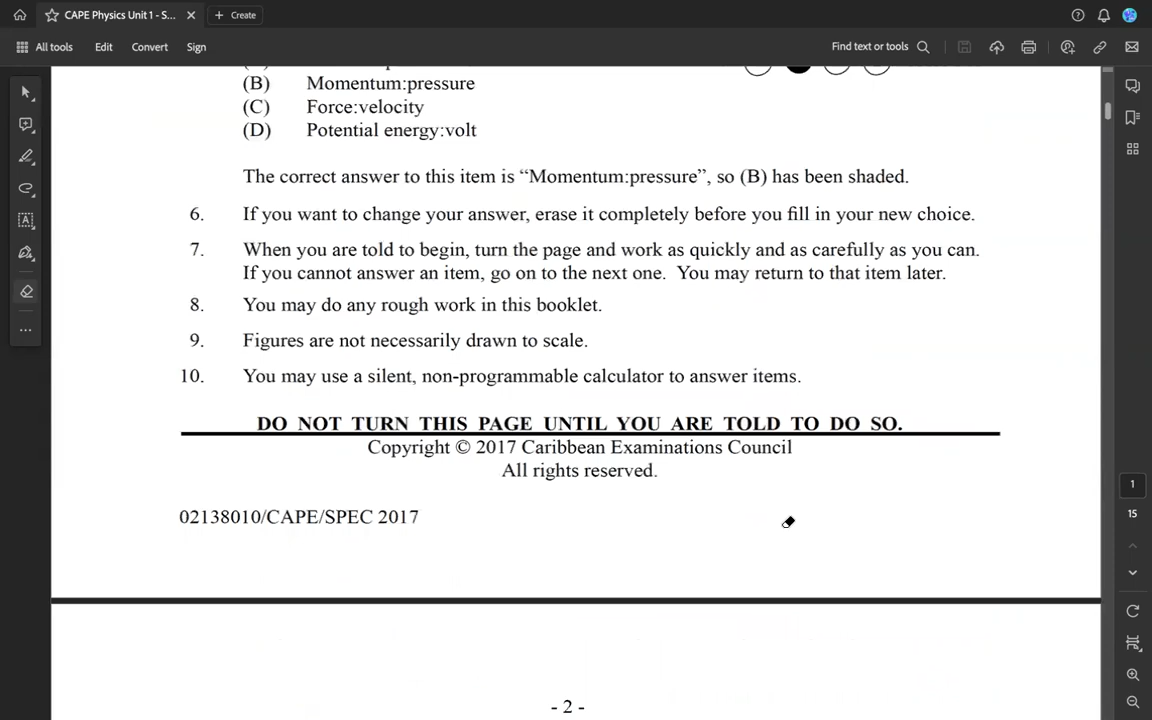 CAPE Physics Unit 1 - S...
Create
All tools
Edit
Convert
Sign
Find text or tools
(B) Momentum:pressure
(C) Force:velocity
(D) Potential energy:volt
The correct answer to this item is “Momentum:pressure”, so (B) has been shaded.
6. If you want to change your answer, erase it completely before you fill in your new choice.
7. When you are told to begin, turn the page and work as quickly and as carefully as you can.
If you cannot answer an item, go on to the next one. You may return to that item later.
8. You may do any rough work in this booklet.
9. Figures are not necessarily drawn to scale.
10. You may use a silent, non-programmable calculator to answer items.
DO NOT TURN THIS PAGE UNTIL YOU ARE TOLD TO DO SO.
Copyright © 2017 Caribbean Examinations Council
All rights reserved.
02138010/CAPE/SPEC 2017
- 2 -
1
15